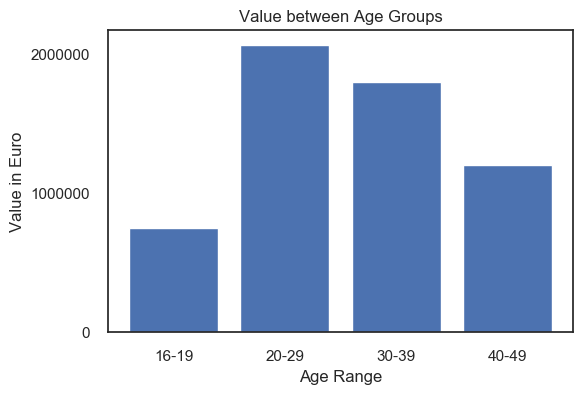 Value between Age Groups
Value in Euro
2000000
1000000
0
16-19 20-29 30-39 40-49
Age Range